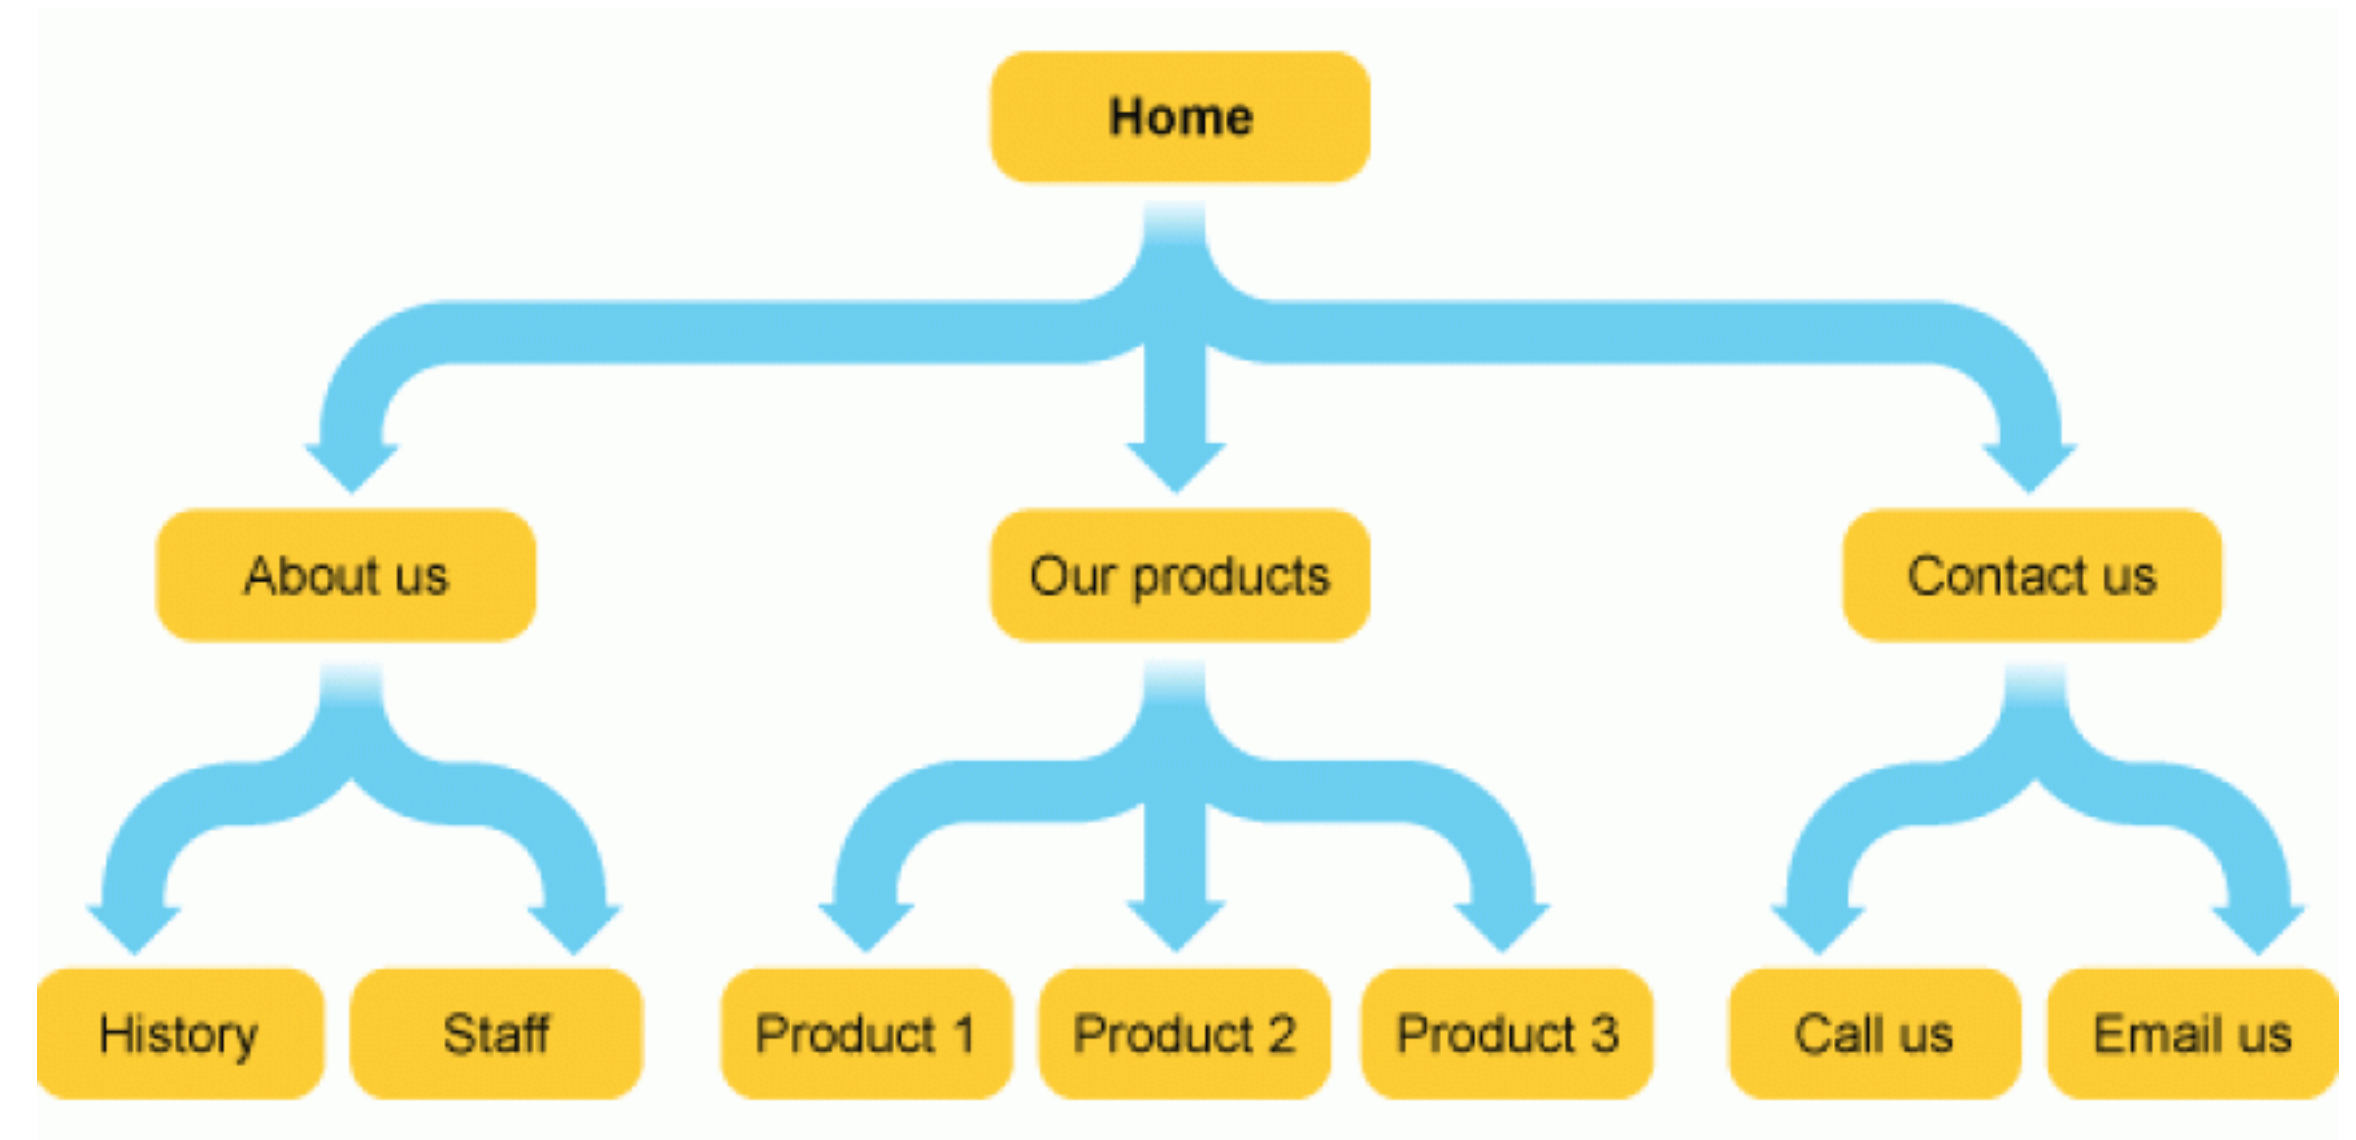 Home
About us
Our products
Contact us
History
Staff
Product 1
Product 2
Product 3
Call us
Email us